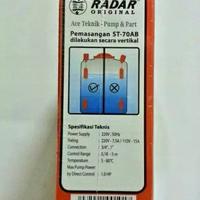 RADAR
ORIGINAL
Ace Teknik - Pump & Part
Pemasangan ST-70AB
dilakukan secara vertikal
Spesifikasi Teknis
Power Supply : 220V , 50Hz
Rating : 220V - 7,5A / 110V - 15A
Connection : 3/4" , 1"
Control Range : 0,18 - 5 m
Temperature : 5 - 80°C
Max Pump Power
by Direct Control : 1.0 HP